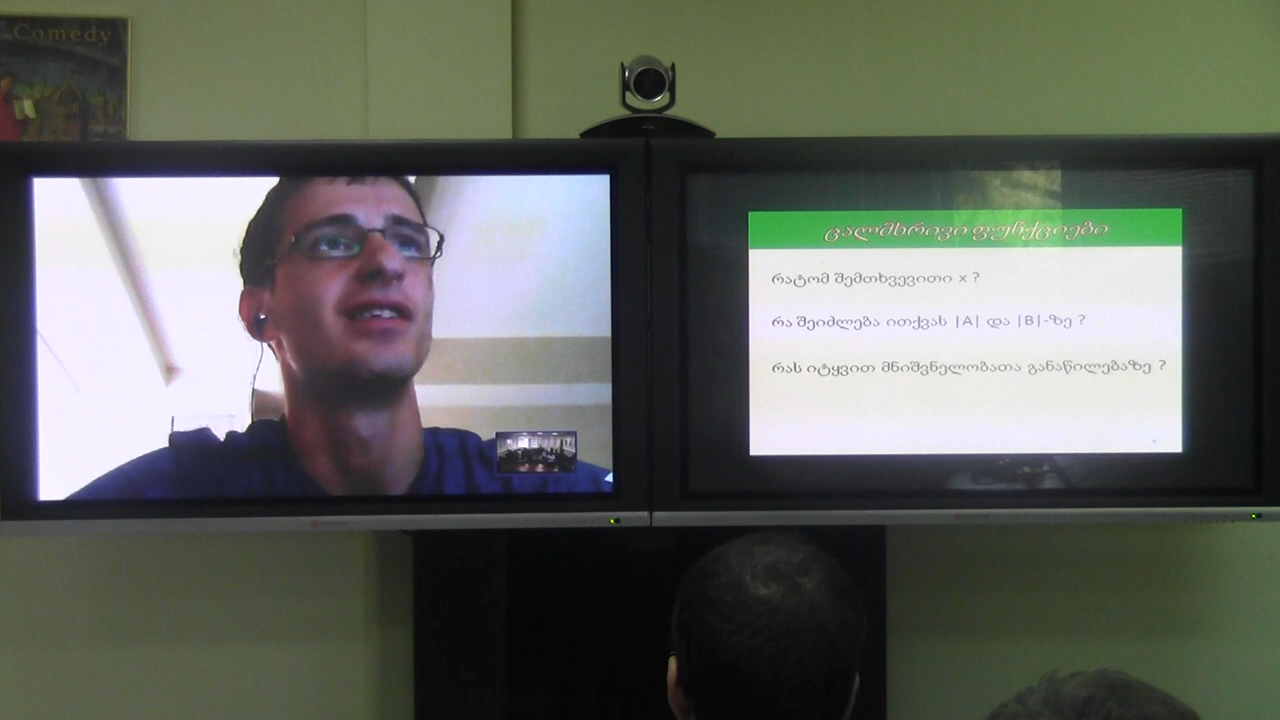 Comedy
ცალმხრივი ფუნქციები
რატომ შემთხვევითი x ?
რა შეიძლება ითქვას |A| და |B|-ზე ?
რას იტყვით მნიშვნელობათა განაწილებაზე ?